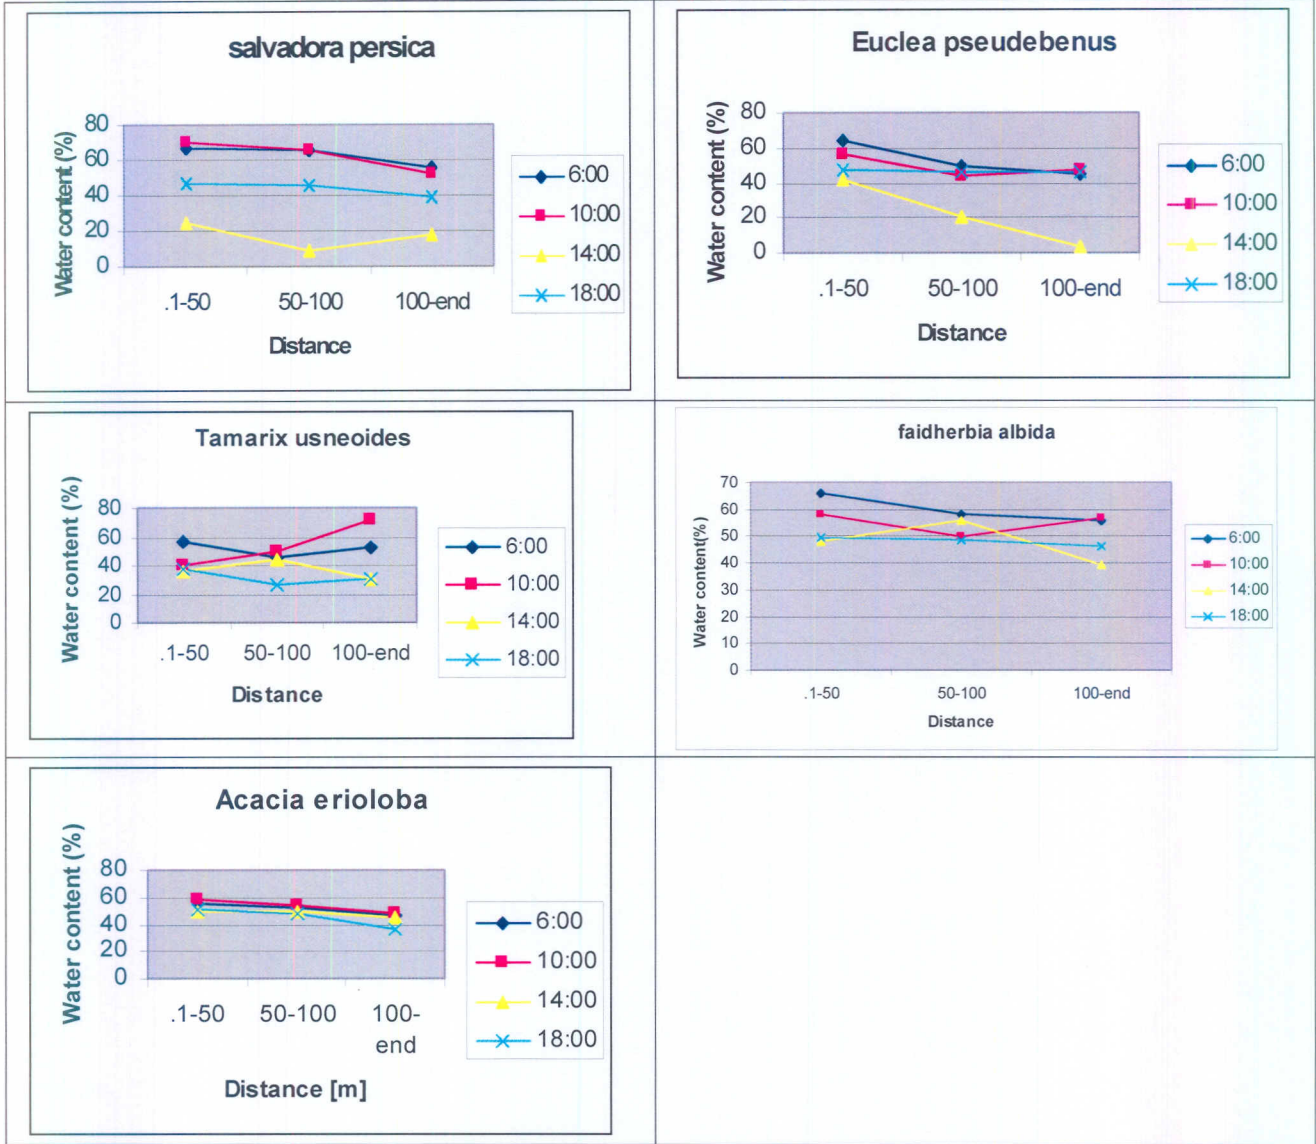 salvadora persica
Water content (%)
80
60
40
20
0
.1-50 50-100 100-end
Distance
6:00
10:00
14:00
18:00
Euclea pseudebenus
Water content (%)
80
60
40
20
0
.1-50 50-100 100-end
Distance
6:00
10:00
14:00
18:00
Tamarix usneoides
Water content (%)
80
60
40
20
0
.1-50 50-100 100-end
Distance
6:00
10:00
14:00
18:00
faidherbia albida
Water content(%)
70
60
50
40
30
20
10
0
.1-50 50-100 100-end
Distance
6:00
10:00
14:00
18:00
Acacia erioloba
Water content (%)
80
60
40
20
0
.1-50 50-100 100-
end
Distance [m]
6:00
10:00
14:00
18:00